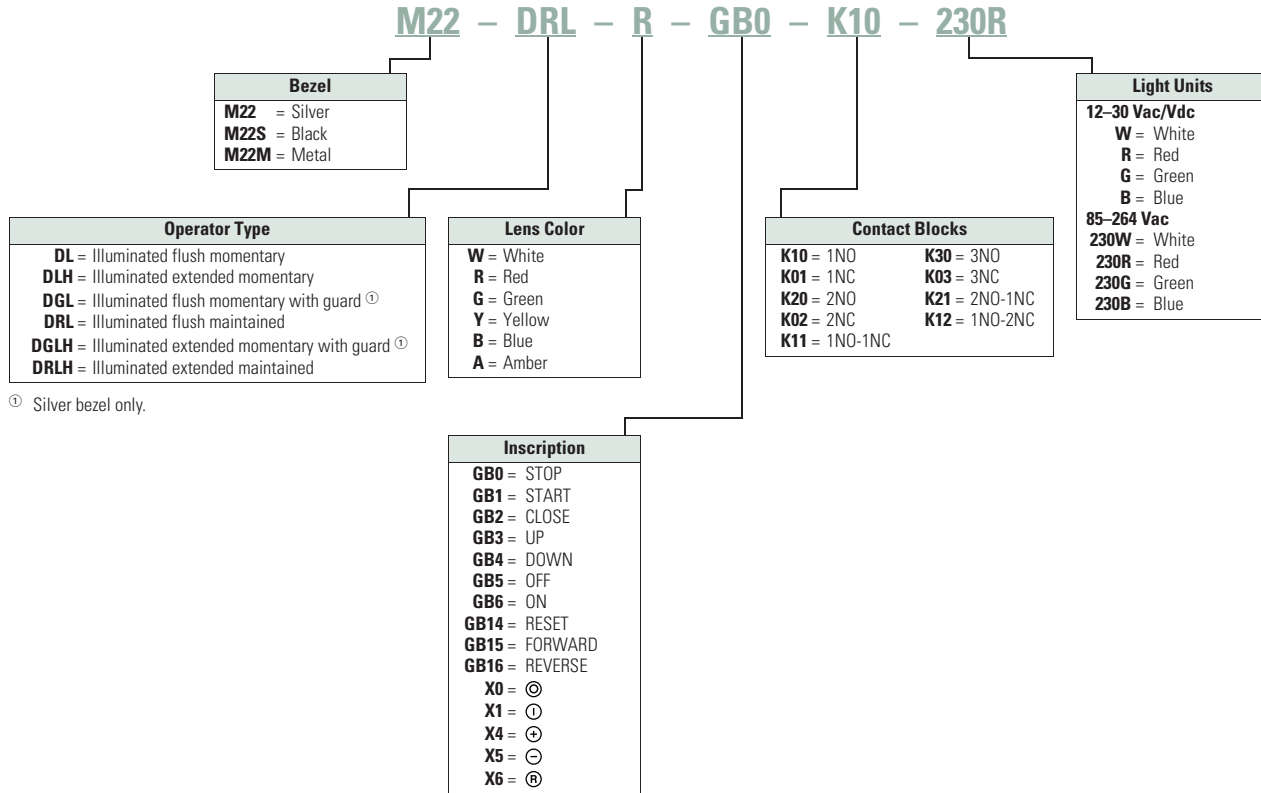 M22 – DRL – R – GB0 – K10 – 230R
Bezel
M22 = Silver
M22S = Black
M22M = Metal
Light Units
12–30 Vac/Vdc
W = White
R = Red
G = Green
B = Blue
85–264 Vac
230W = White
230R = Red
230G = Green
230B = Blue
Operator Type
DL = Illuminated flush momentary
DLH = Illuminated extended momentary
DGL = Illuminated flush momentary with guard ①
DRL = Illuminated flush maintained
DGLH = Illuminated extended momentary with guard ①
DRLH = Illuminated extended maintained
① Silver bezel only.
Lens Color
W = White
R = Red
G = Green
Y = Yellow
B = Blue
A = Amber
Contact Blocks
K10 = 1NO K30 = 3NO
K01 = 1NC K03 = 3NC
K20 = 2NO K21 = 2NO-1NC
K02 = 2NC K12 = 1NO-2NC
K11 = 1NO-1NC
Inscription
GB0 = STOP
GB1 = START
GB2 = CLOSE
GB3 = UP
GB4 = DOWN
GB5 = OFF
GB6 = ON
GB14 = RESET
GB15 = FORWARD
GB16 = REVERSE
X0 = ⌾
X1 = ⏼
X4 = ⊕
X5 = ⊖
X6 = Ⓡ